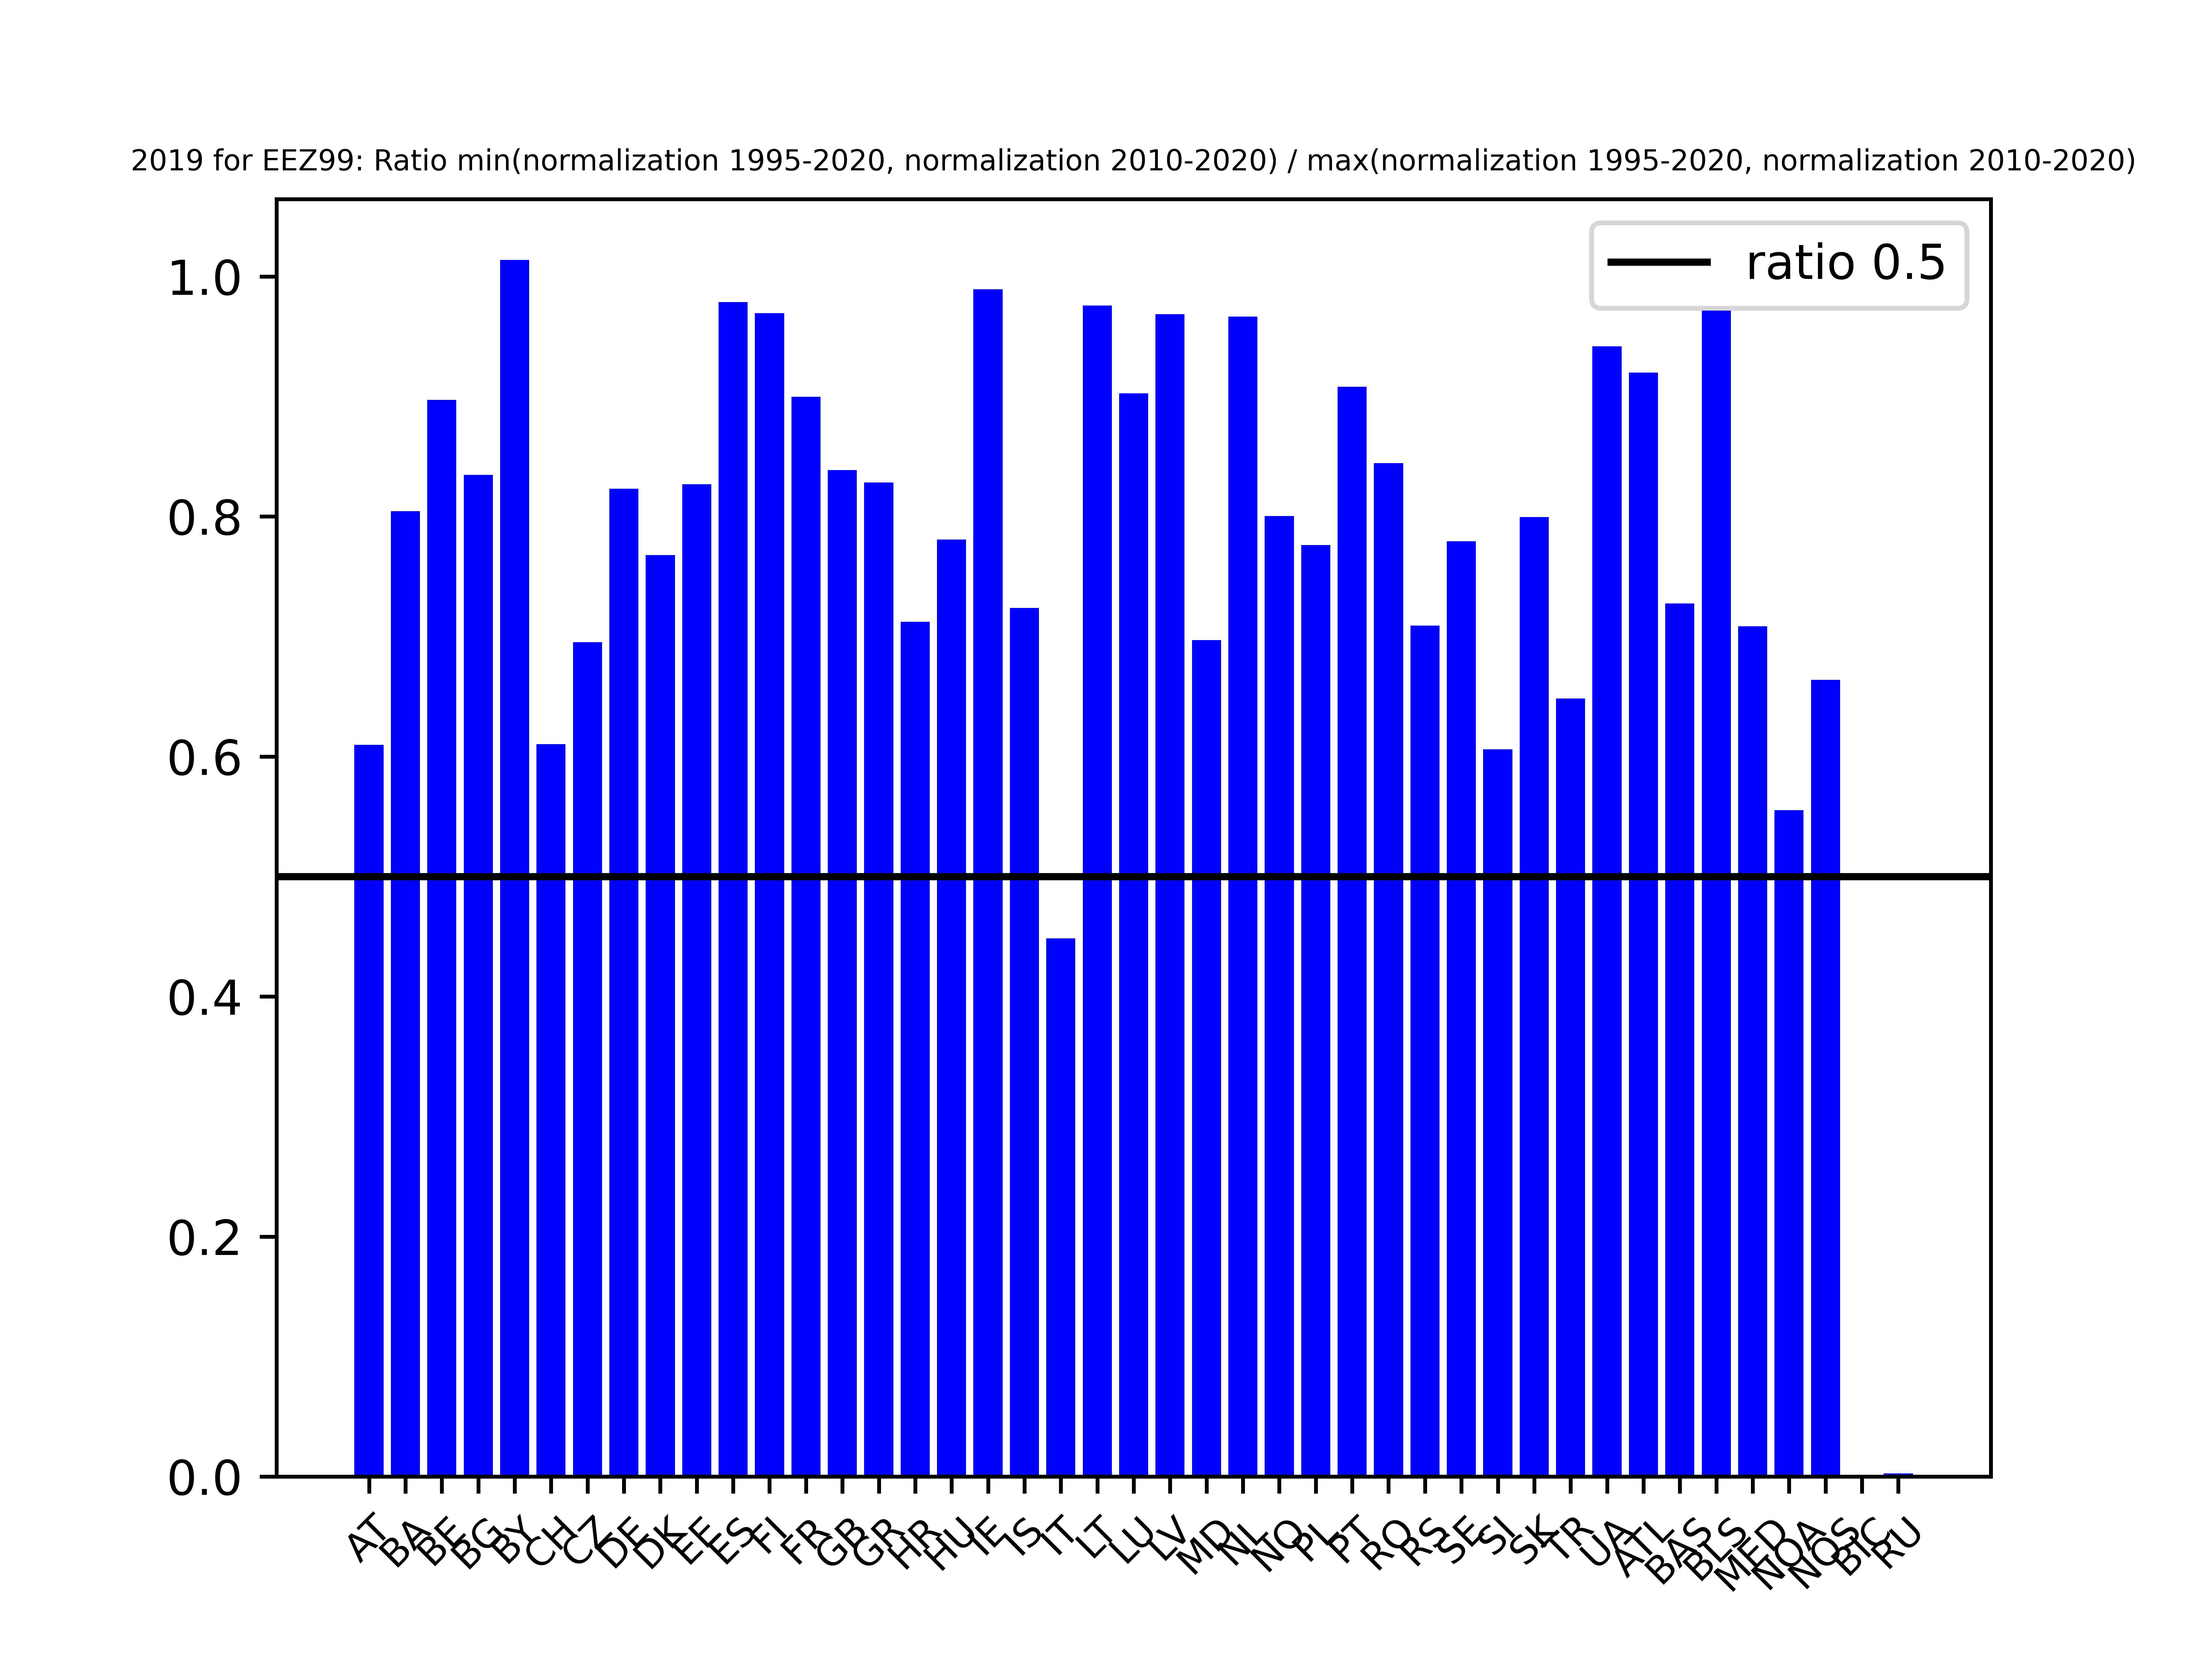 2019 for EEZ99: Ratio min(normalization 1995-2020, normalization 2010-2020) / max(normalization 1995-2020, normalization 2010-2020)
ratio 0.5
1.0
0.8
0.6
0.4
0.2
0.0
AT BA BE BG BY CH CZ DE DK EE ES FI FR GB GR HR HU IE IS IT LT LU LV MD NL NO PL PT RO RS SE SI SK TR UA ATL BAS BLS MED NOA NOS BIC RU